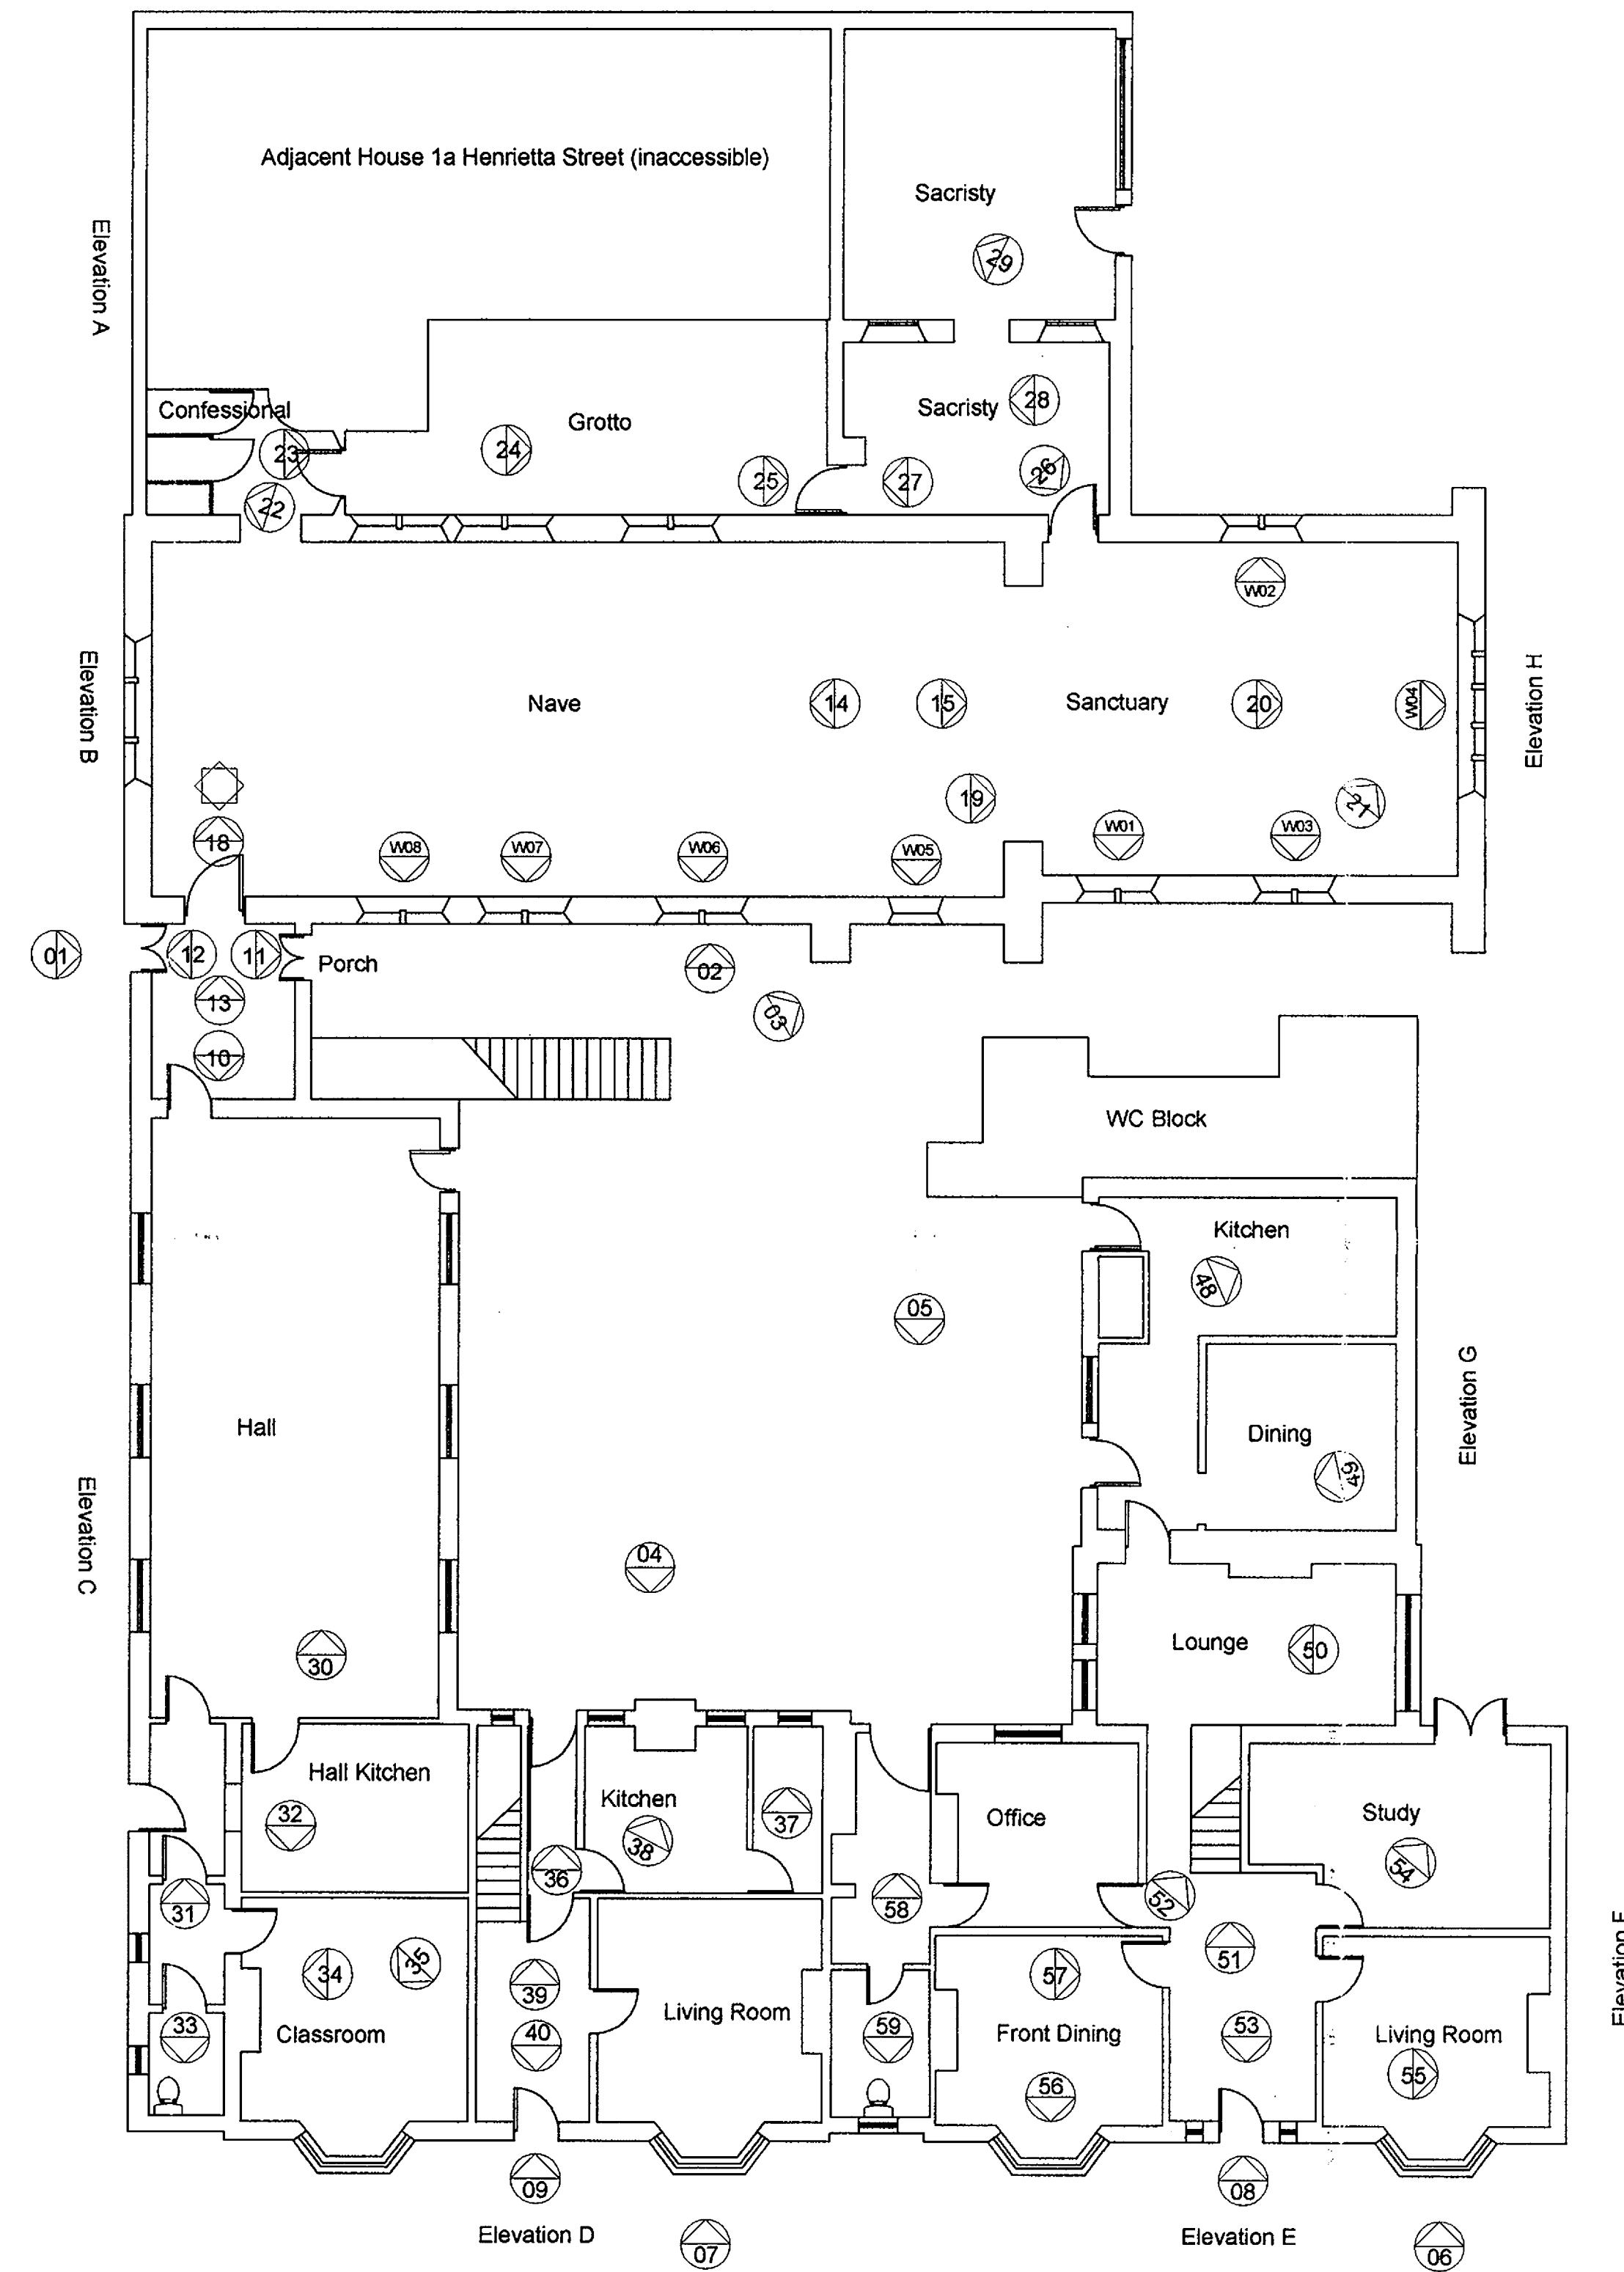 Adjacent House 1a Henrietta Street (inaccessible)
Sacristy
29
Elevation A
Confessional
Grotto
Sacristy
28
23
24
25
27
26
22
W02
Elevation B
Nave
14
15
Sanctuary
20
W04
Elevation H
19
21
18
W08
W07
W06
W05
W01
W03
01
12
11
Porch
02
03
13
10
WC Block
Kitchen
48
05
Hall
Dining
49
Elevation G
Elevation C
04
30
Lounge
50
Hall Kitchen
32
Kitchen
38
37
Office
Study
54
36
31
58
52
51
35
34
39
57
33
Classroom
40
Living Room
59
Front Dining
53
Living Room
55
56
09
08
Elevation D
07
Elevation E
06